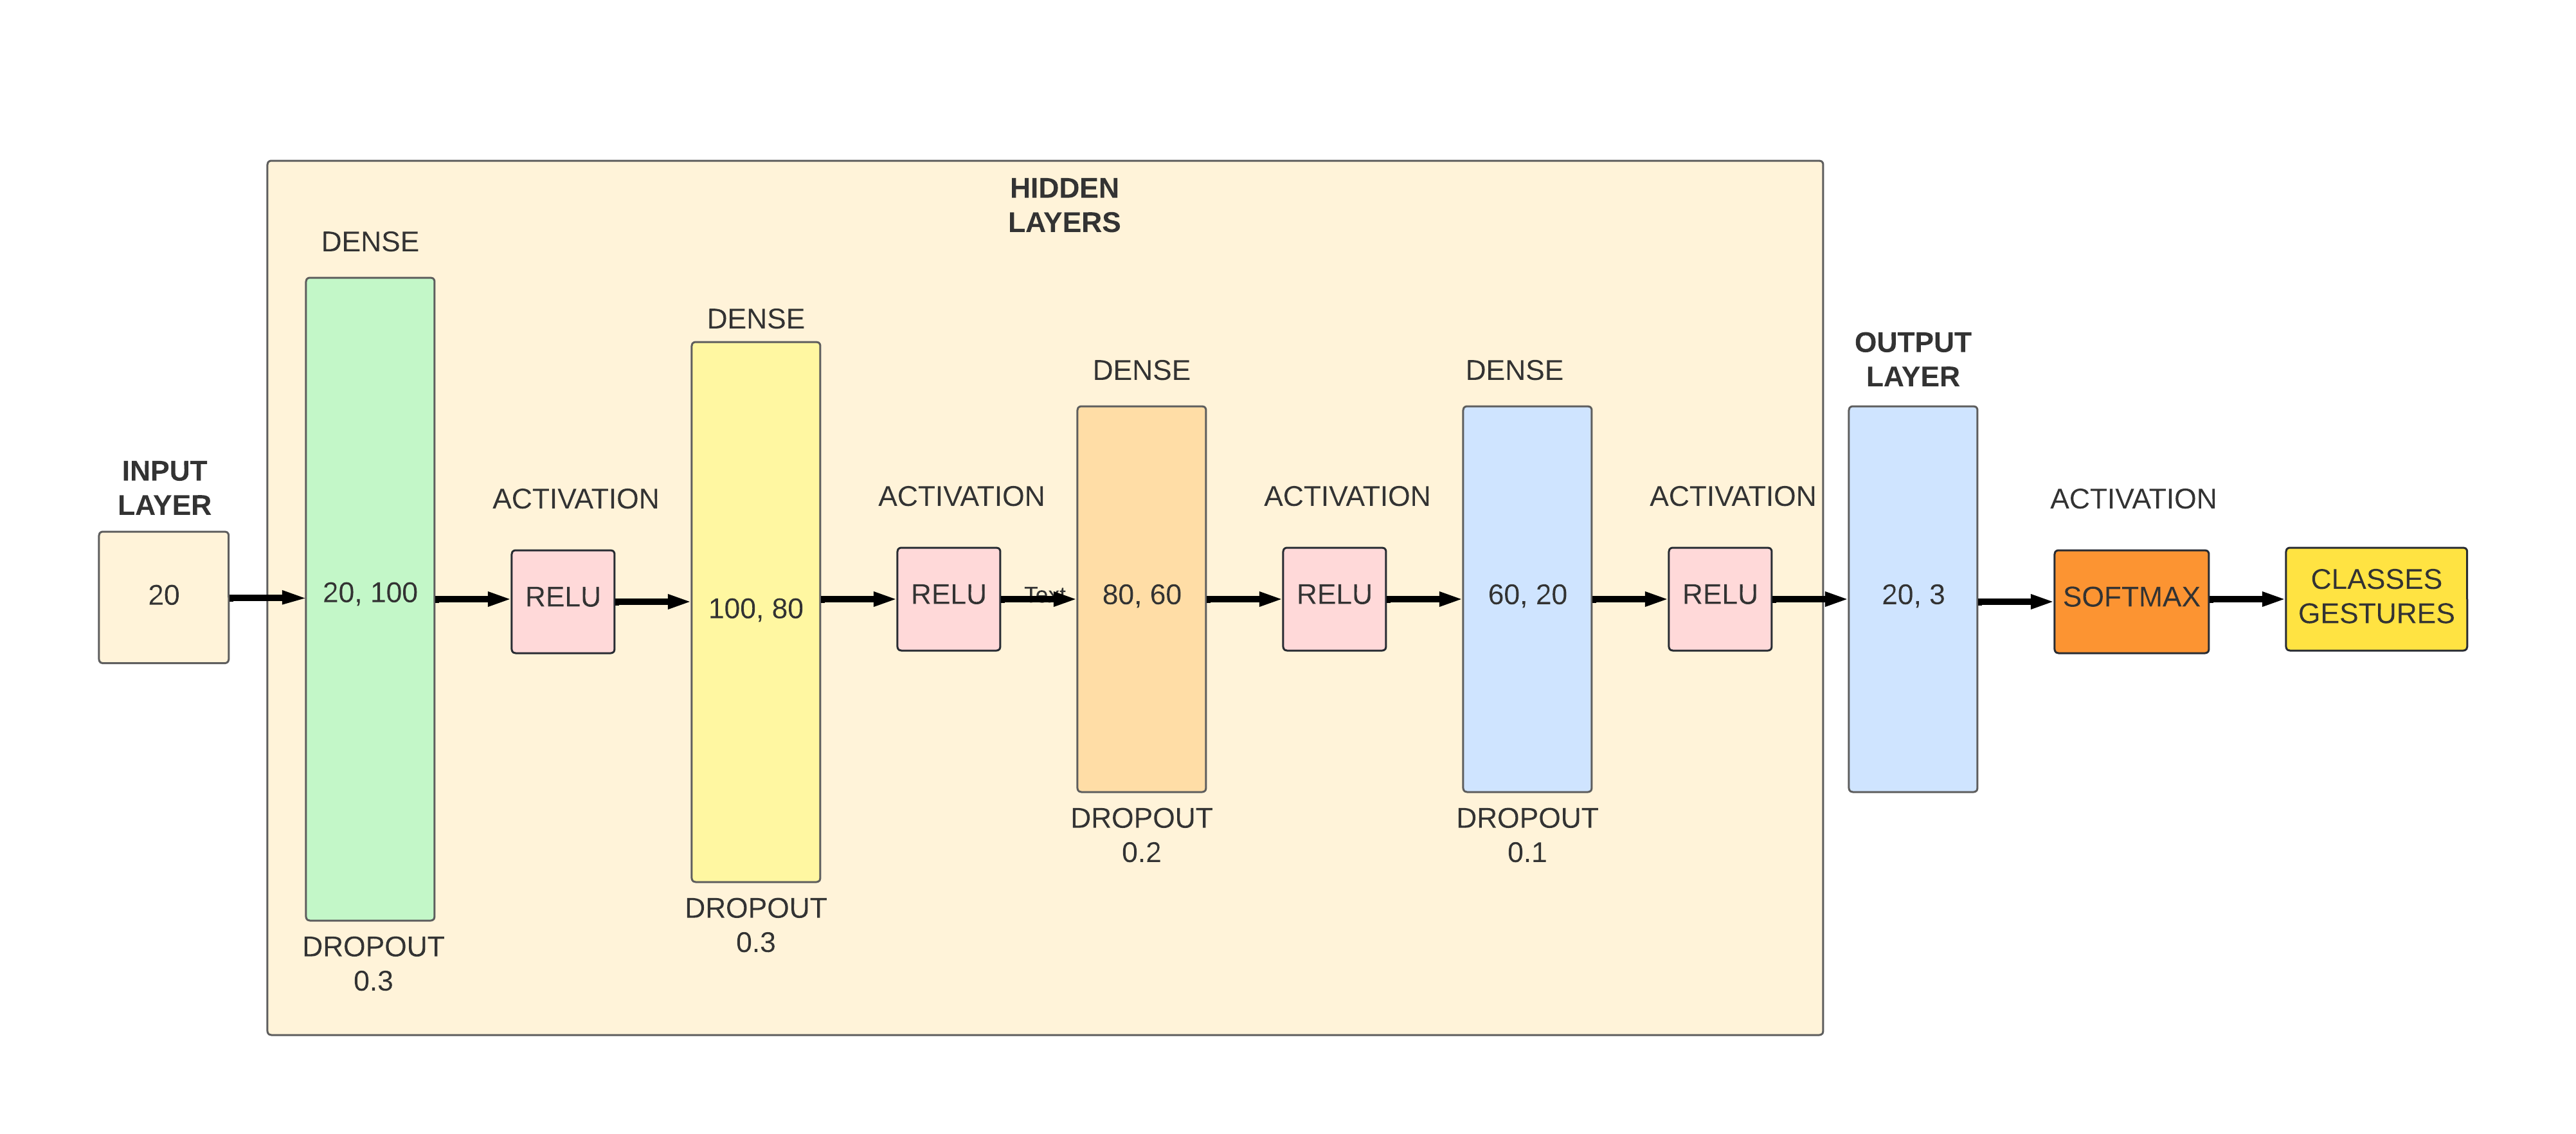 HIDDEN
LAYERS
DENSE
DENSE
DENSE
DENSE
OUTPUT
LAYER
INPUT
LAYER
ACTIVATION
ACTIVATION
ACTIVATION
ACTIVATION
ACTIVATION
20
20, 100
RELU
100, 80
RELU
Text
80, 60
RELU
60, 20
RELU
20, 3
SOFTMAX
CLASSES
GESTURES
DROPOUT
0.3
DROPOUT
0.3
DROPOUT
0.2
DROPOUT
0.1